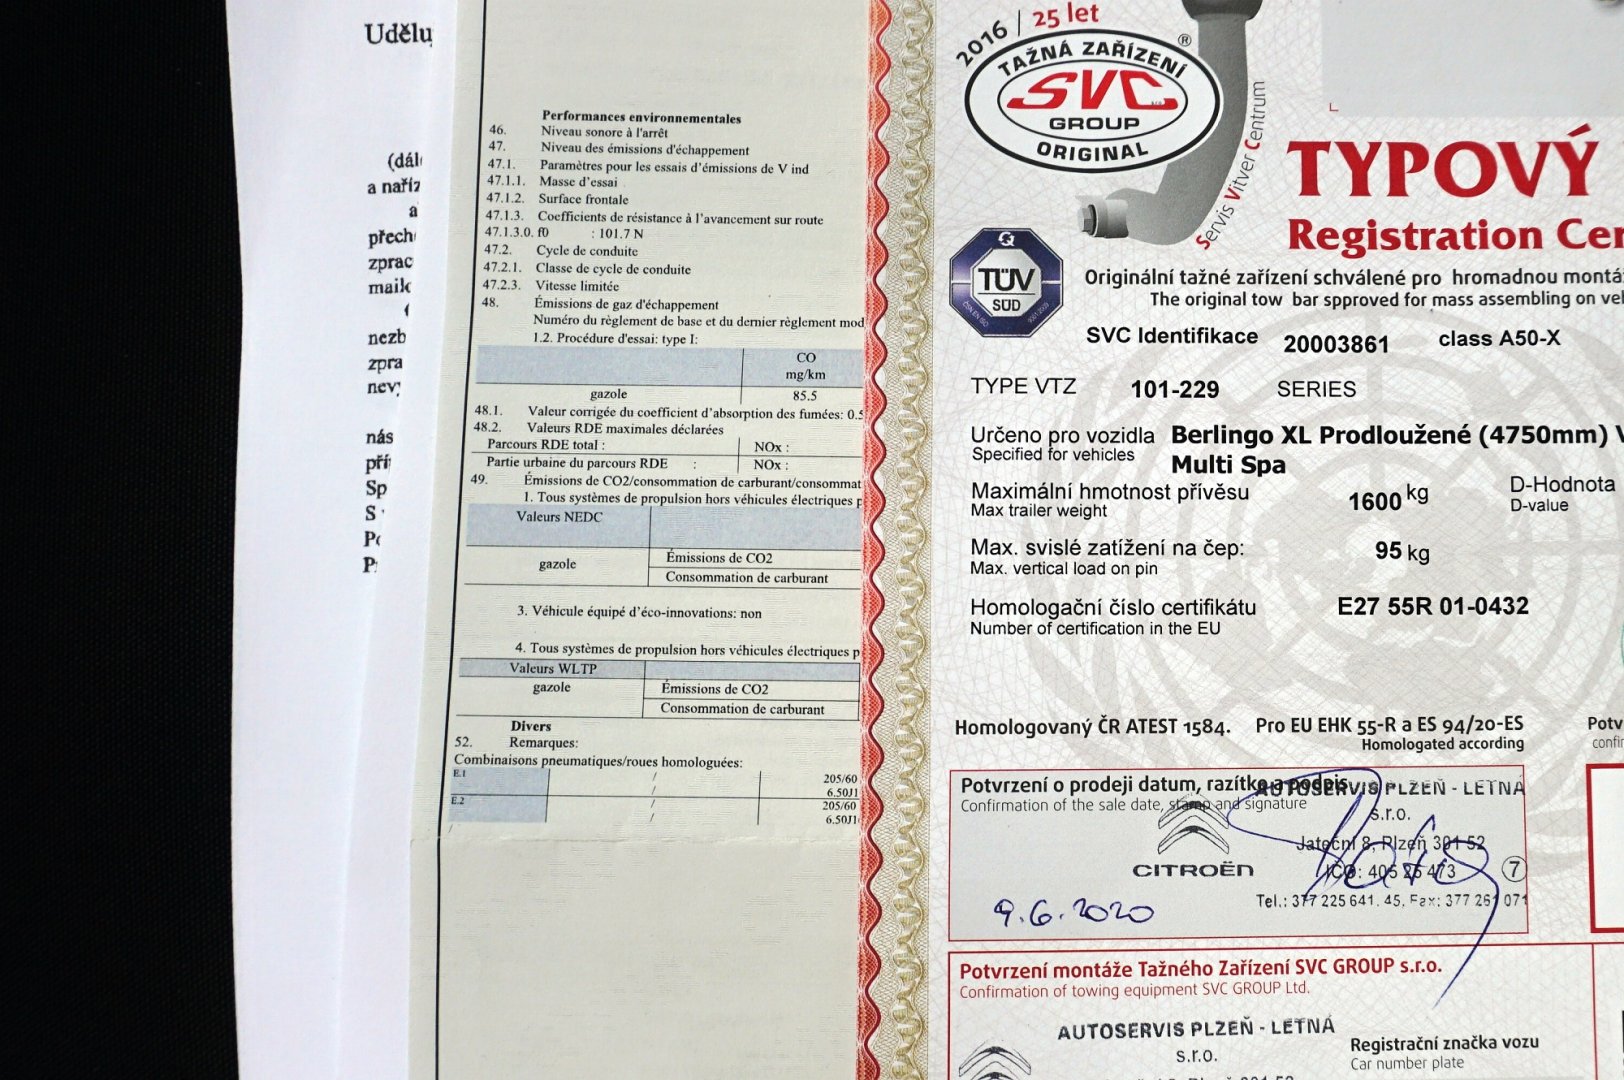 Uděluj
(dál
a naříz
a
přech
zprac
mailo
nezb
zpra
nevy
nás
pří
Sp
S
Po
P
Performances environnementales
46. Niveau sonore à l'arrêt
47. Niveau des émissions d'échappement
47.1. Paramètres pour les essais d'émissions de V ind
47.1.1. Masse d'essai
47.1.2. Surface frontale
47.1.3. Coefficients de résistance à l'avancement sur route
47.1.3.0. f0 : 101.7 N
47.2. Cycle de conduite
47.2.1. Classe de cycle de conduite
47.2.3. Vitesse limitée
48. Émissions de gaz d'échappement
Numéro du règlement de base et du dernier règlement mod
1.2. Procédure d'essai: type I:
CO
mg/km
gazole 85.5
48.1. Valeur corrigée du coefficient d'absorption des fumées: 0.5
48.2. Valeurs RDE maximales déclarées
Parcours RDE total : NOx :
Partie urbaine du parcours RDE : NOx :
49. Émissions de CO2/consommation de carburant/consommat
1. Tous systèmes de propulsion hors véhicules électriques p
Valeurs NEDC
gazole Émissions de CO2
Consommation de carburant
3. Véhicule équipé d'éco-innovations: non
4. Tous systèmes de propulsion hors véhicules électriques p
Valeurs WLTP
gazole Émissions de CO2
Consommation de carburant
Divers
52. Remarques:
Combinaisons pneumatiques/roues homologuées:
E.1 / 205/60
/ 6.50J1
E.2 / 205/60
/ 6.50J1
2016 | 25 let
TAŽNÁ ZAŘÍZENÍ ®
SVC s.r.o.
GROUP
ORIGINAL
Servis Vitver Centrum
TYPOVÝ
Registration Cer
TÜV
SÜD
ČSN EN ISO 9001:2009
Originální tažné zařízení schválené pro hromadnou montá
The original tow bar spproved for mass assembling on veh
SVC Identifikace 20003861 class A50-X
TYPE VTZ 101-229 SERIES
Určeno pro vozidla Berlingo XL Prodloužené (4750mm) V
Specified for vehicles Multi Spa
Maximální hmotnost přívěsu 1600 kg D-Hodnota
Max trailer weight D-value
Max. svislé zatížení na čep: 95 kg
Max. vertical load on pin
Homologační číslo certifikátu E27 55R 01-0432
Number of certification in the EU
Homologovaný ČR ATEST 1584. Pro EU EHK 55-R a ES 94/20-ES Potv
Homologated according confir
Potvrzení o prodeji datum, razítko a podpis
Confirmation of the sale date, stamp and signature
AUTOSERVIS PLZEŇ - LETNÁ
s.r.o.
Jateční 8, Plzeň 301 52
CITROËN IČO: 405 25 473 7
Tel.: 377 225 641, 45, Fax: 377 261 071
9.6.2020
Potvrzení montáže Tažného Zařízení SVC GROUP s.r.o.
Confirmation of towing equipment SVC GROUP Ltd.
AUTOSERVIS PLZEŇ - LETNÁ
s.r.o.
Registrační značka vozu
Car number plate